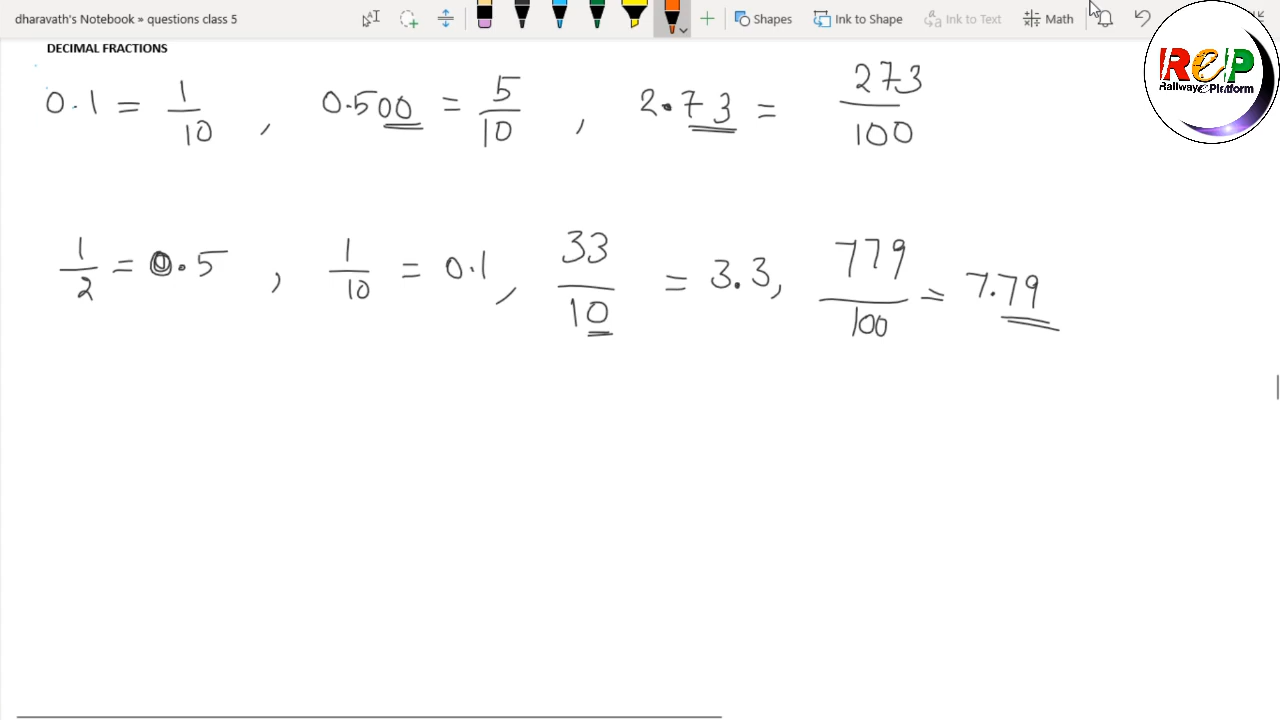 dharavath's Notebook » questions class 5 Shapes Ink to Shape Ink to Text Math
DECIMAL FRACTIONS
REP
Railways Platform
0.1 = 1/10 , 0.500 = 5/10 , 2.73 = 273/100
1/2 = 0.5 , 1/10 = 0.1 , 33/10 = 3.3, 779/100 = 7.79